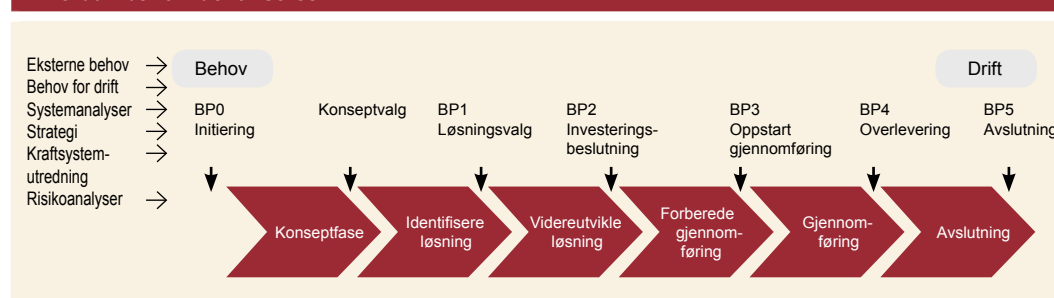 Eksterne behov
Behov for drift
Systemanalyser
Strategi
Kraftsystem-
utredning
Risikoanalyser
Behov
Drift
BP0
Initiering
Konseptvalg
BP1
Løsningsvalg
BP2
Investerings-
beslutning
BP3
Oppstart
gjennomføring
BP4
Overlevering
BP5
Avslutning
Konseptfase
Identifisere
løsning
Videreutvikle
løsning
Forberede
gjennom-
føring
Gjennom-
føring
Avslutning